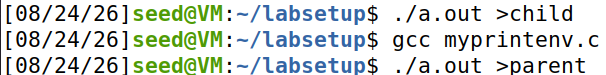 [08/24/26]seed@VM:~/labsetup$ ./a.out >child
[08/24/26]seed@VM:~/labsetup$ gcc myprintenv.c
[08/24/26]seed@VM:~/labsetup$ ./a.out >parent